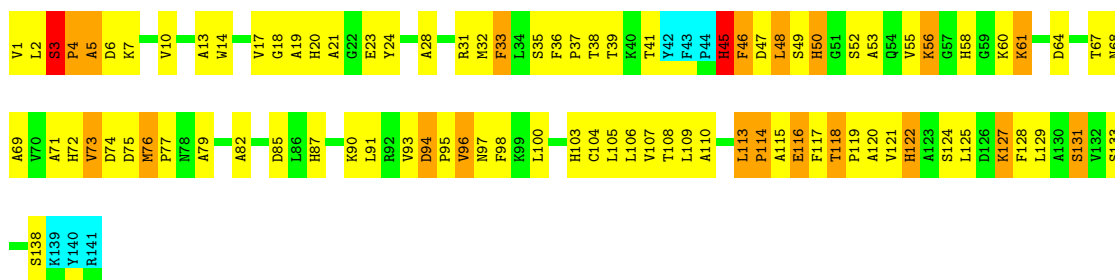 V1 L2 S3 P4 A5 D6 K7 V10 A13 W14 V17 G18 A19 H20 A21 G22 E23 Y24 A28 R31 M32 F33 L34 S35 F36 P37 T38 T39 K40 T41 Y42 F43 P44 H45 F46 D47 L48 S49 H50 G51 S52 A53 Q54 V55 K56 G57 H58 G59 K60 K61 D64 T67 N68
A69 V70 A71 H72 V73 D74 D75 M76 P77 N78 A79 A82 D85 L86 H87 K90 L91 R92 V93 D94 P95 V96 N97 F98 K99 L100 H103 C104 L105 L106 V107 T108 L109 A110 L113 P114 A115 E116 F117 T118 P119 A120 V121 H122 A123 S124 L125 D126 K127 F128 L129 A130 S131 V132 S133
S138 K139 Y140 R141